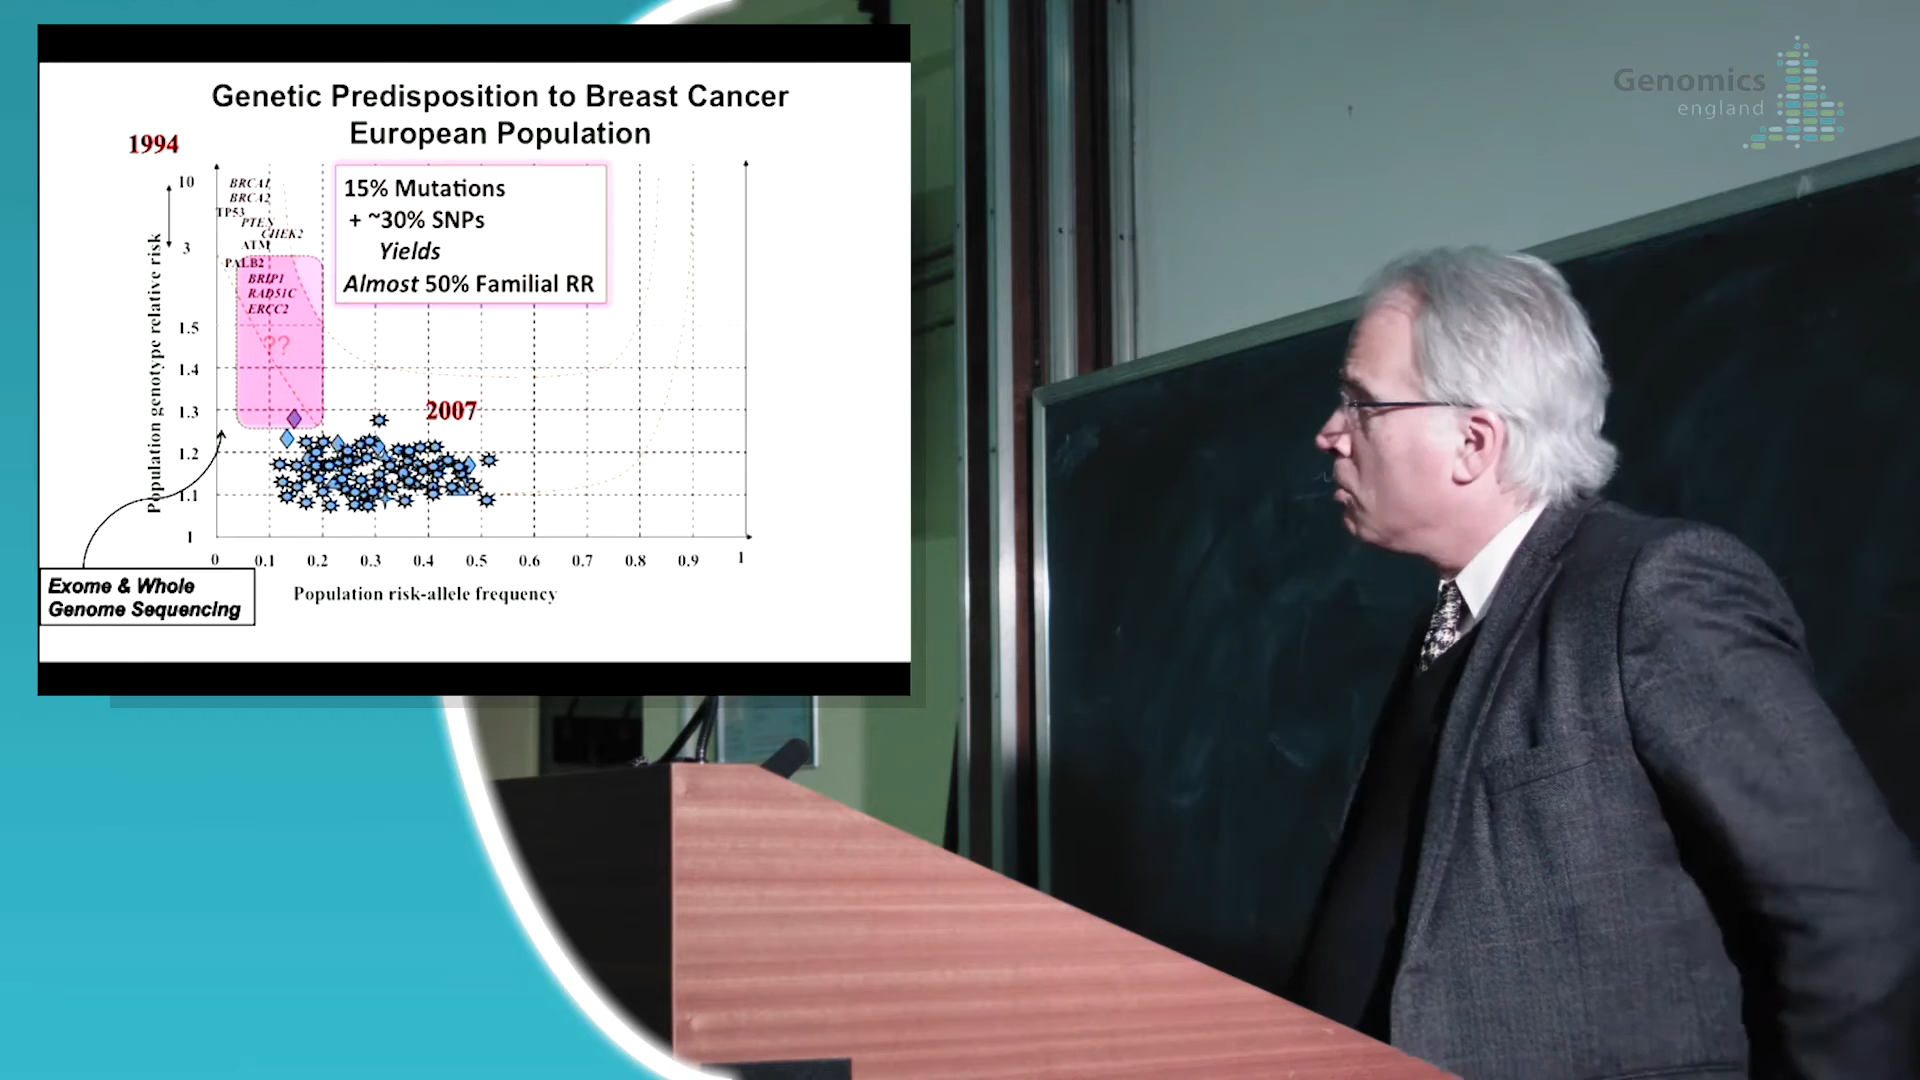 Genetic Predisposition to Breast Cancer
European Population
1994
15% Mutations
+ ~30% SNPs
Yields
Almost 50% Familial RR
BRCA1
BRCA2
TP53
PTEN
CHEK2
ATM
PALB2
BRIP1
RAD51C
ERCC2
??
2007
Population genotype relative risk
10
3
1.5
1.4
1.3
1.2
1.1
1
0 0.1 0.2 0.3 0.4 0.5 0.6 0.7 0.8 0.9 1
Population risk-allele frequency
Exome & Whole
Genome Sequencing
Genomics
england